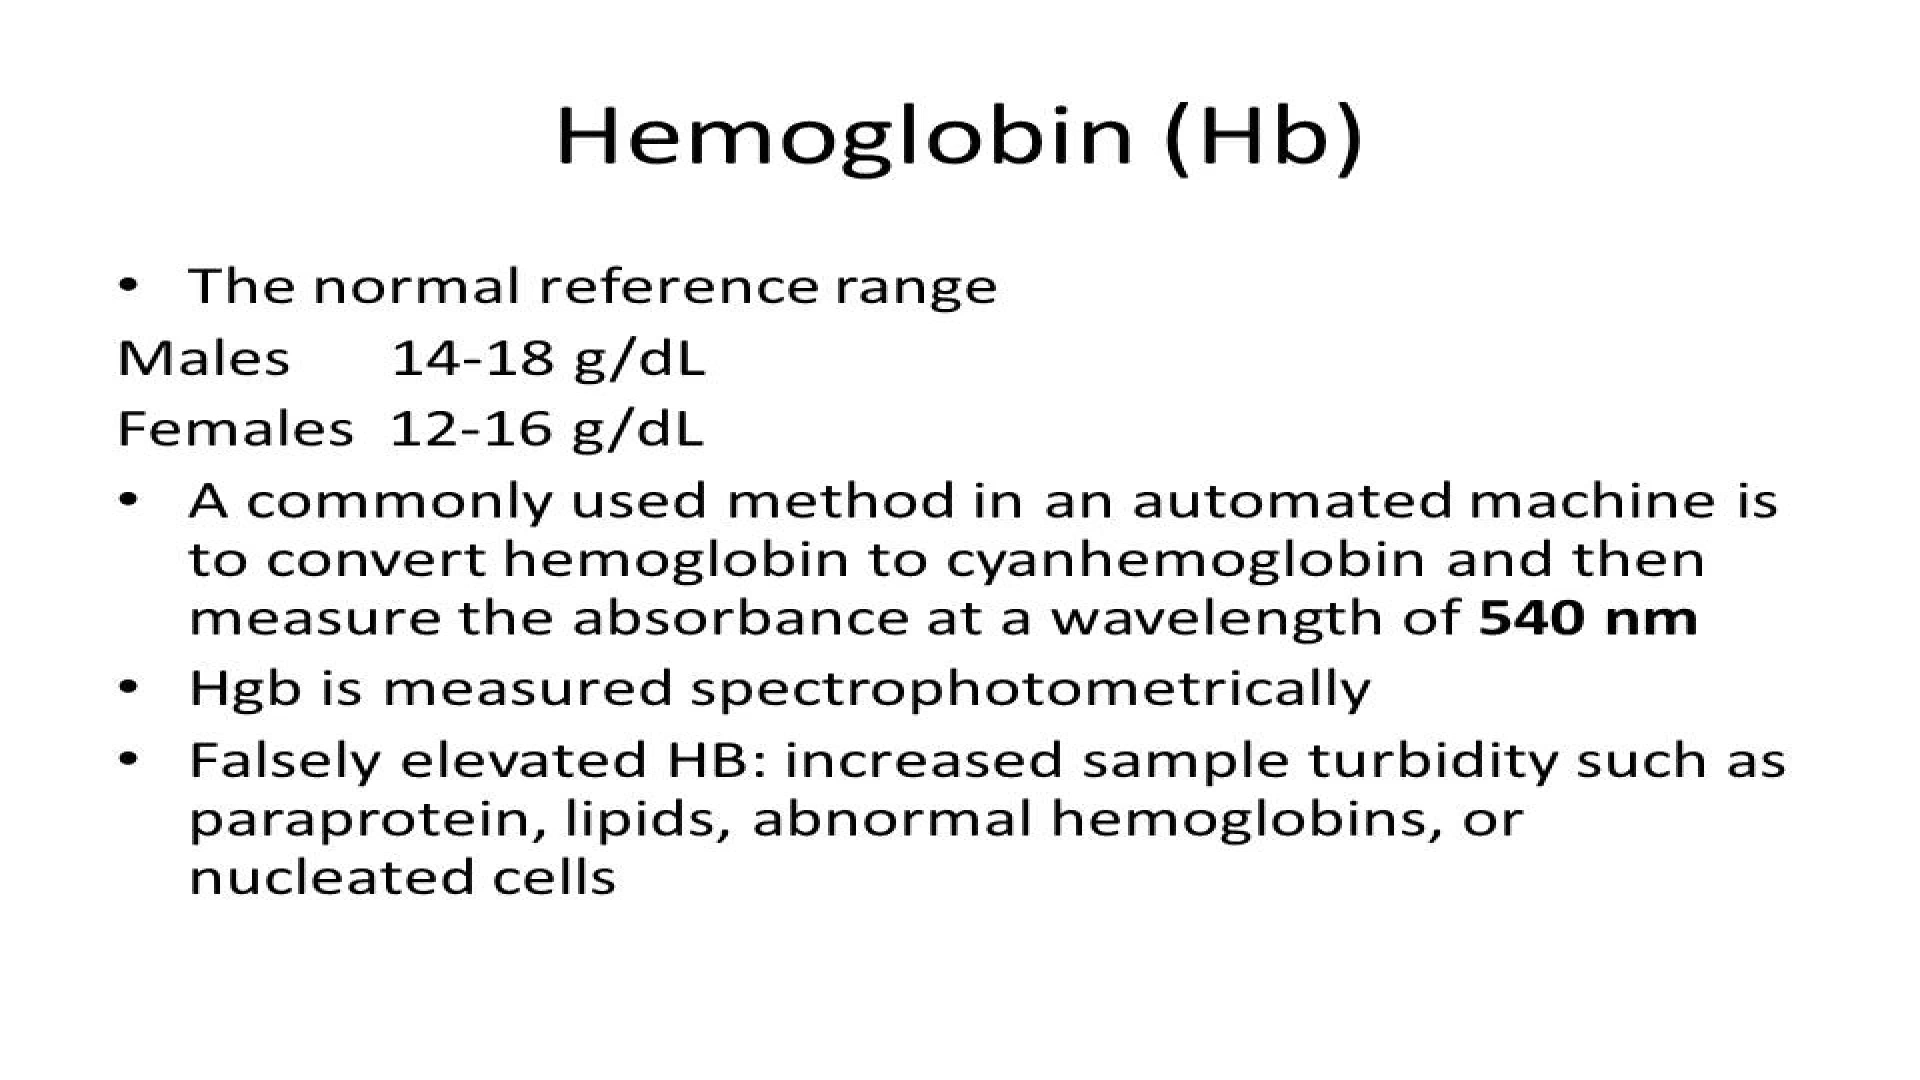 Hemoglobin (Hb)
• The normal reference range
Males 14-18 g/dL
Females 12-16 g/dL
• A commonly used method in an automated machine is
to convert hemoglobin to cyanhemoglobin and then
measure the absorbance at a wavelength of 540 nm
• Hgb is measured spectrophotometrically
• Falsely elevated HB: increased sample turbidity such as
paraprotein, lipids, abnormal hemoglobins, or
nucleated cells